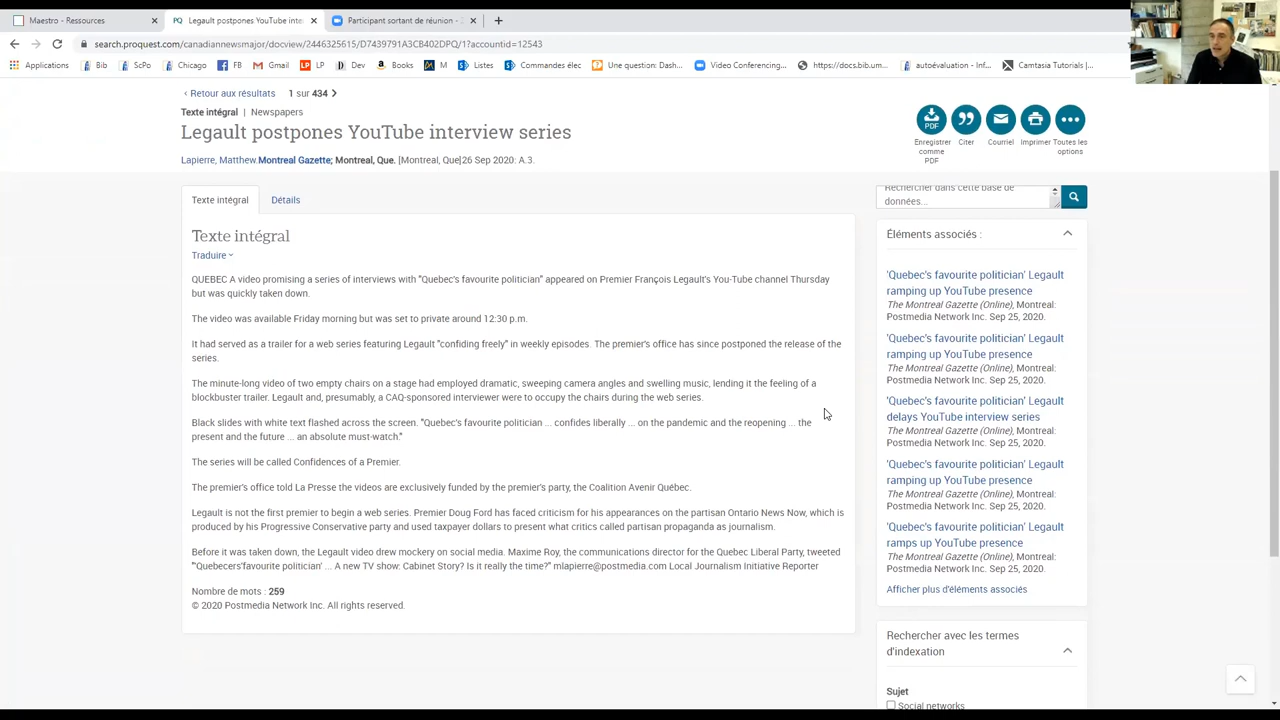 Maestro - Ressources
PQ Legault postpones YouTube inte
Participant sortant de réunion - Z
search.proquest.com/canadiannewsmajor/docview/2446325615/D7439791A3CB402DPQ/1?accountid=12543
Applications Bib ScPo Chicago FB Gmail LP Dev Books M Listes Commandes élec Une question: Dash... Video Conferencing... https://docs.bib.um... autoévaluation - Inf... Camtasia Tutorials |...
Retour aux résultats 1 sur 434
Texte intégral | Newspapers
Legault postpones YouTube interview series
Lapierre, Matthew. Montreal Gazette; Montreal, Que. [Montreal, Que]26 Sep 2020: A.3.
PDF
Enregistrer comme PDF
Citer
Courriel
Imprimer
Toutes les options
Texte intégral Détails
Texte intégral
Traduire
QUEBEC A video promising a series of interviews with "Quebec's favourite politician" appeared on Premier François Legault's You-Tube channel Thursday
but was quickly taken down.
The video was available Friday morning but was set to private around 12:30 p.m.
It had served as a trailer for a web series featuring Legault "confiding freely" in weekly episodes. The premier's office has since postponed the release of the
series.
The minute-long video of two empty chairs on a stage had employed dramatic, sweeping camera angles and swelling music, lending it the feeling of a
blockbuster trailer. Legault and, presumably, a CAQ-sponsored interviewer were to occupy the chairs during the web series.
Black slides with white text flashed across the screen. "Quebec's favourite politician ... confides liberally ... on the pandemic and the reopening ... the
present and the future ... an absolute must-watch."
The series will be called Confidences of a Premier.
The premier's office told La Presse the videos are exclusively funded by the premier's party, the Coalition Avenir Québec.
Legault is not the first premier to begin a web series. Premier Doug Ford has faced criticism for his appearances on the partisan Ontario News Now, which is
produced by his Progressive Conservative party and used taxpayer dollars to present what critics called partisan propaganda as journalism.
Before it was taken down, the Legault video drew mockery on social media. Maxime Roy, the communications director for the Quebec Liberal Party, tweeted
"'Quebecers'favourite politician' ... A new TV show: Cabinet Story? Is it really the time?" mlapierre@postmedia.com Local Journalism Initiative Reporter
Nombre de mots : 259
© 2020 Postmedia Network Inc. All rights reserved.
Rechercher dans cette base de
données...
Éléments associés :
'Quebec's favourite politician' Legault
ramping up YouTube presence
The Montreal Gazette (Online), Montreal:
Postmedia Network Inc. Sep 25, 2020.
'Quebec's favourite politician' Legault
ramping up YouTube presence
The Montreal Gazette (Online), Montreal:
Postmedia Network Inc. Sep 25, 2020.
'Quebec's favourite politician' Legault
delays YouTube interview series
The Montreal Gazette (Online), Montreal:
Postmedia Network Inc. Sep 25, 2020.
'Quebec's favourite politician' Legault
ramping up YouTube presence
The Montreal Gazette (Online), Montreal:
Postmedia Network Inc. Sep 25, 2020.
'Quebec's favourite politician' Legault
ramps up YouTube presence
The Montreal Gazette (Online), Montreal:
Postmedia Network Inc. Sep 25, 2020.
Afficher plus d'éléments associés
Rechercher avec les termes
d'indexation
Sujet
Social networks